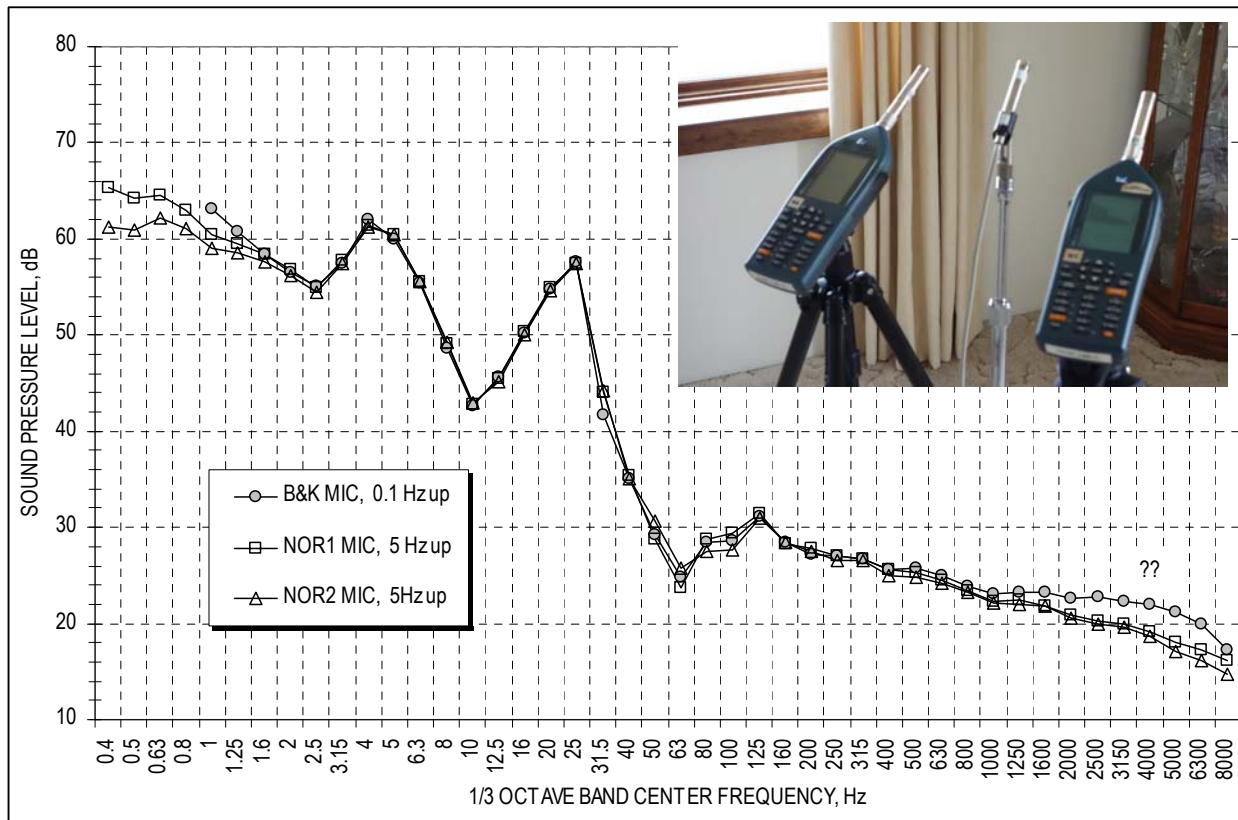 80
70
60
50
40
30
20
10
SOUND PRESSURE LEVEL, dB
B&K MIC, 0.1 Hz up
NOR1 MIC, 5 Hz up
NOR2 MIC, 5Hz up
??
0.4 0.5 0.63 0.8 1 1.25 1.6 2 2.5 3.15 4 5 6.3 8 10 12.5 16 20 25 31.5 40 50 63 80 100 125 160 200 250 315 400 500 630 800 1000 1250 1600 2000 2500 3150 4000 5000 6300 8000
1/3 OCTAVE BAND CENTER FREQUENCY, Hz